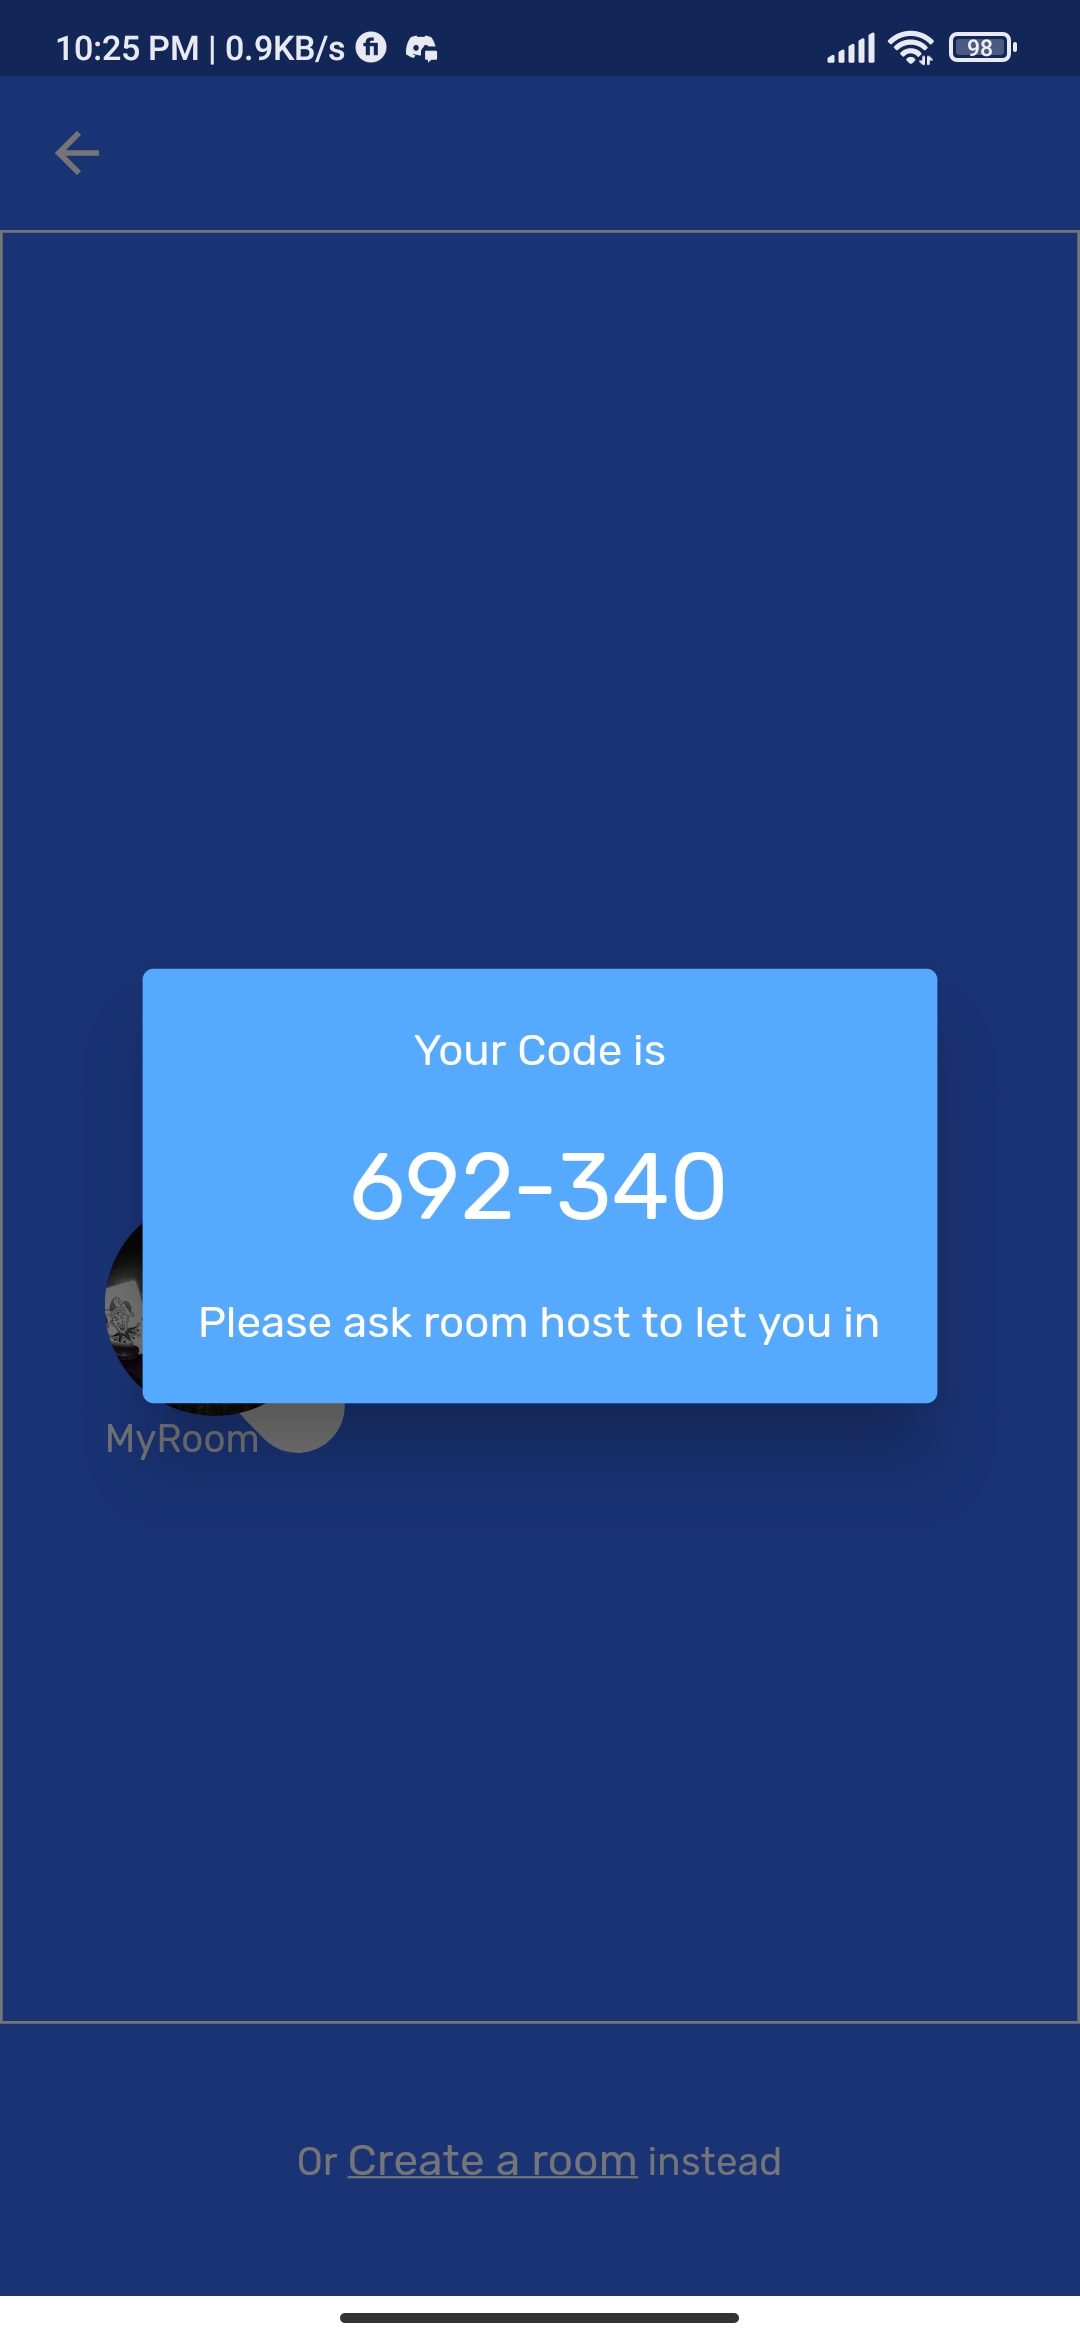 10:25 PM | 0.9KB/s fi
98
Your Code is
692-340
Please ask room host to let you in
MyRoom
Or Create a room instead